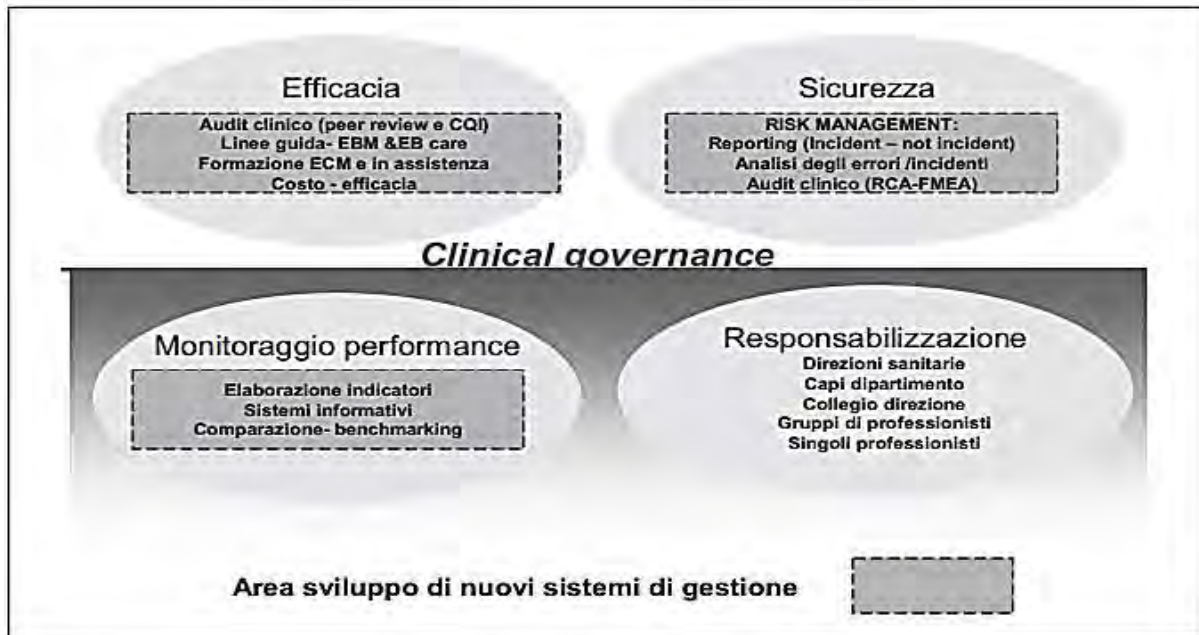 Efficacia
Audit clinico (peer review e CQI)
Linee guida- EBM &EB care
Formazione ECM e in assistenza
Costo - efficacia
Sicurezza
RISK MANAGEMENT:
Reporting (Incident – not incident)
Analisi degli errori /incidenti
Audit clinico (RCA-FMEA)
Clinical governance
Monitoraggio performance
Elaborazione indicatori
Sistemi informativi
Comparazione- benchmarking
Responsabilizzazione
Direzioni sanitarie
Capi dipartimento
Collegio direzione
Gruppi di professionisti
Singoli professionisti
Area sviluppo di nuovi sistemi di gestione